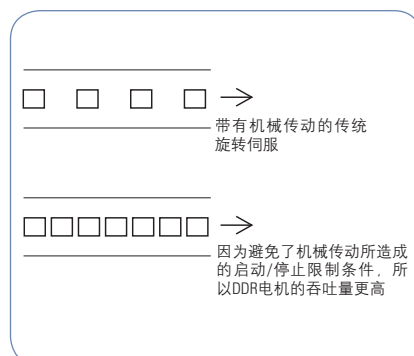 带有机械传动的传统
旋转伺服
因为避免了机械传动所造成
的启动/停止限制条件，所
以DDR电机的吞吐量更高